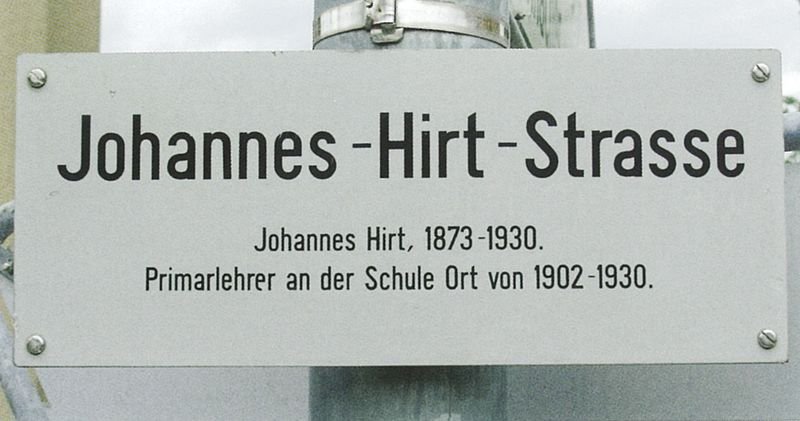 Johannes-Hirt-Strasse
Johannes Hirt, 1873-1930.
Primarlehrer an der Schule Ort von 1902-1930.